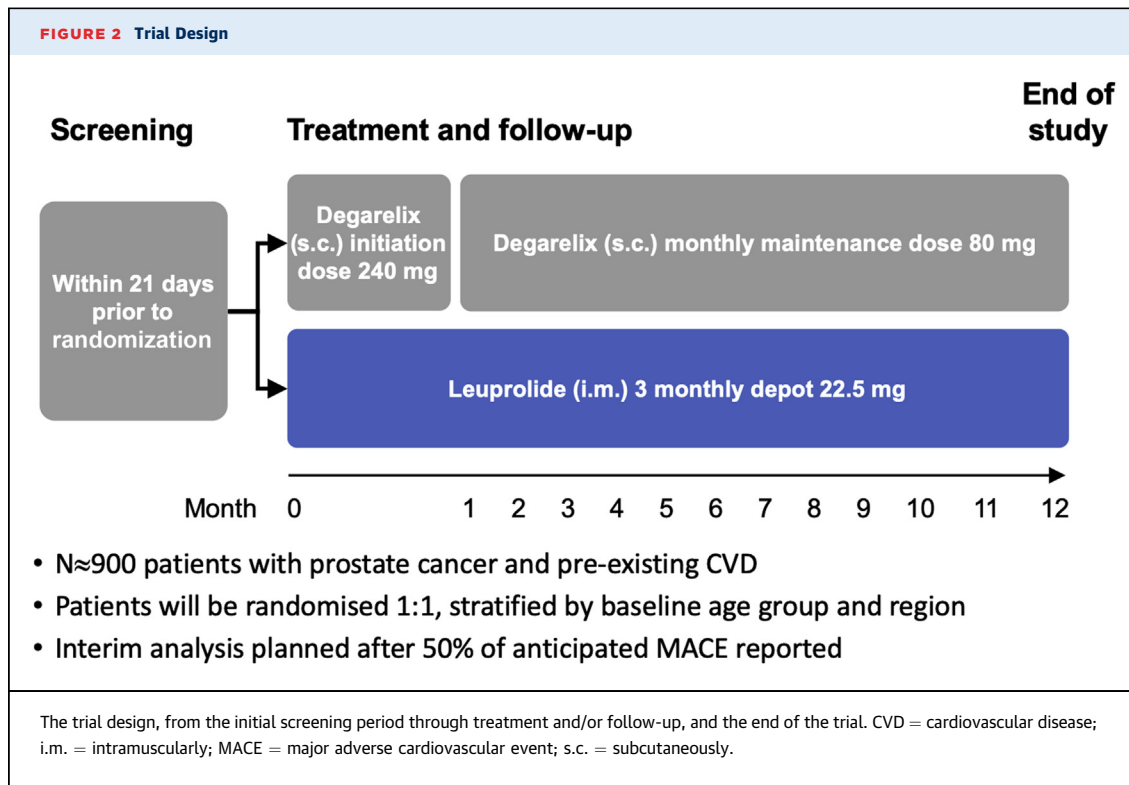 FIGURE 2 Trial Design
Screening
Treatment and follow-up
End of
study
Within 21 days
prior to
randomization
Degarelix
(s.c.) initiation
dose 240 mg
Degarelix (s.c.) monthly maintenance dose 80 mg
Leuprolide (i.m.) 3 monthly depot 22.5 mg
Month 0 1 2 3 4 5 6 7 8 9 10 11 12
• N≈900 patients with prostate cancer and pre-existing CVD
• Patients will be randomised 1:1, stratified by baseline age group and region
• Interim analysis planned after 50% of anticipated MACE reported
The trial design, from the initial screening period through treatment and/or follow-up, and the end of the trial. CVD = cardiovascular disease;
i.m. = intramuscularly; MACE = major adverse cardiovascular event; s.c. = subcutaneously.